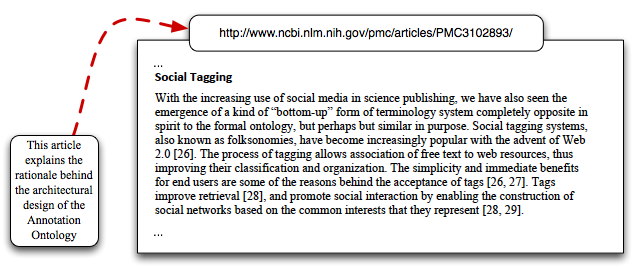 http://www.ncbi.nlm.nih.gov/pmc/articles/PMC3102893/
...
Social Tagging
With the increasing use of social media in science publishing, we have also seen the
emergence of a kind of “bottom-up” form of terminology system completely opposite in
spirit to the formal ontology, but perhaps but similar in purpose. Social tagging systems,
also known as folksonomies, have become increasingly popular with the advent of Web
2.0 [26]. The process of tagging allows association of free text to web resources, thus
improving their classification and organization. The simplicity and immediate benefits
for end users are some of the reasons behind the acceptance of tags [26, 27]. Tags
improve retrieval [28], and promote social interaction by enabling the construction of
social networks based on the common interests that they represent [28, 29].
...
This article
explains the
rationale behind
the architectural
design of the
Annotation
Ontology